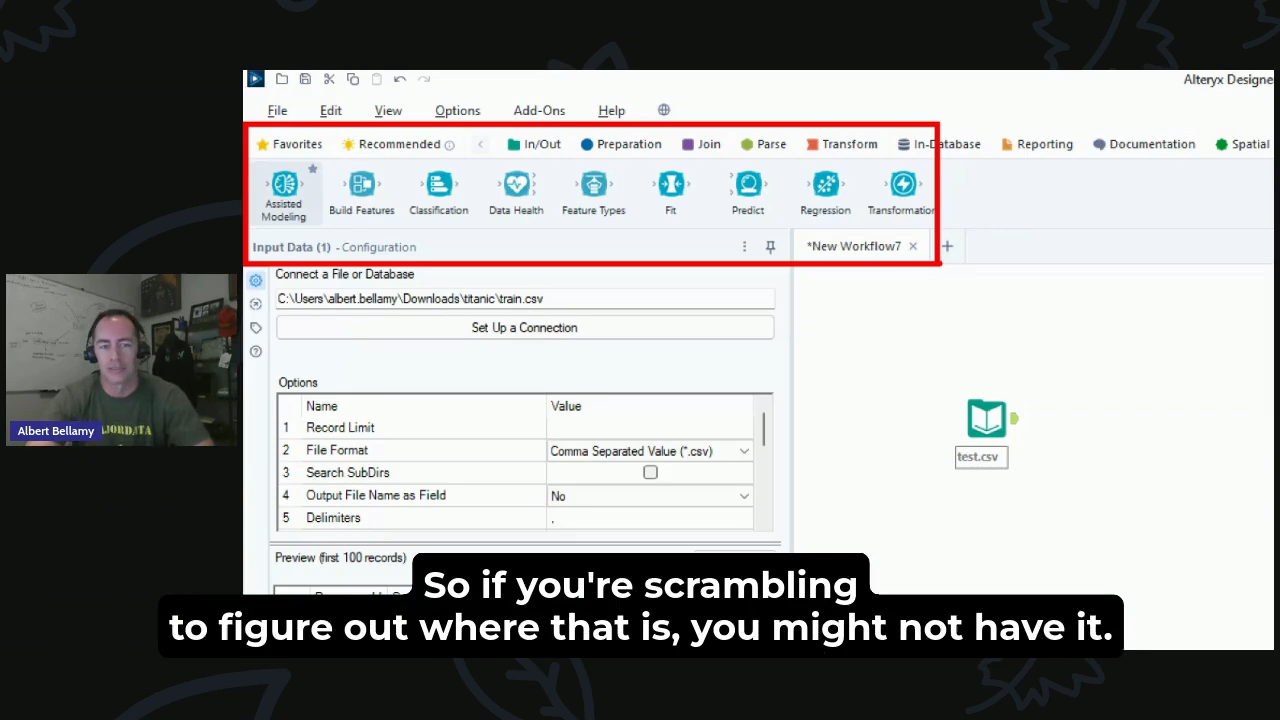 Alteryx Designe
File Edit View Options Add-Ons Help
Favorites Recommended In/Out Preparation Join Parse Transform In-Database Reporting Documentation Spatial
Assisted Modeling Build Features Classification Data Health Feature Types Fit Predict Regression Transformation
Input Data (1) - Configuration
*New Workflow7
Connect a File or Database
C:\Users\albert.bellamy\Downloads\titanic\train.csv
Set Up a Connection
Options
Name Value
1 Record Limit
2 File Format Comma Separated Value (*.csv)
3 Search SubDirs
4 Output File Name as Field No
5 Delimiters ,
Preview (first 100 records)
test.csv
AJORDATA
Albert Bellamy
So if you're scrambling
to figure out where that is, you might not have it.